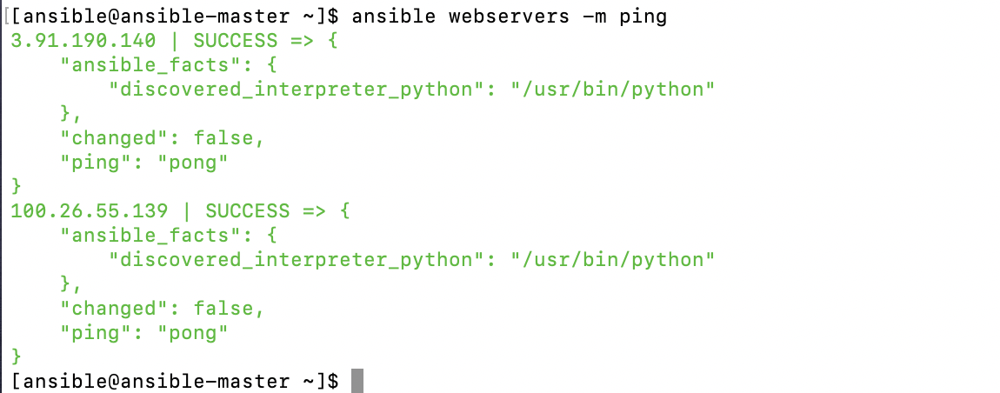 [[ansible@ansible-master ~]$ ansible webservers -m ping
3.91.190.140 | SUCCESS => {
    "ansible_facts": {
        "discovered_interpreter_python": "/usr/bin/python"
    },
    "changed": false,
    "ping": "pong"
}
100.26.55.139 | SUCCESS => {
    "ansible_facts": {
        "discovered_interpreter_python": "/usr/bin/python"
    },
    "changed": false,
    "ping": "pong"
}
[ansible@ansible-master ~]$